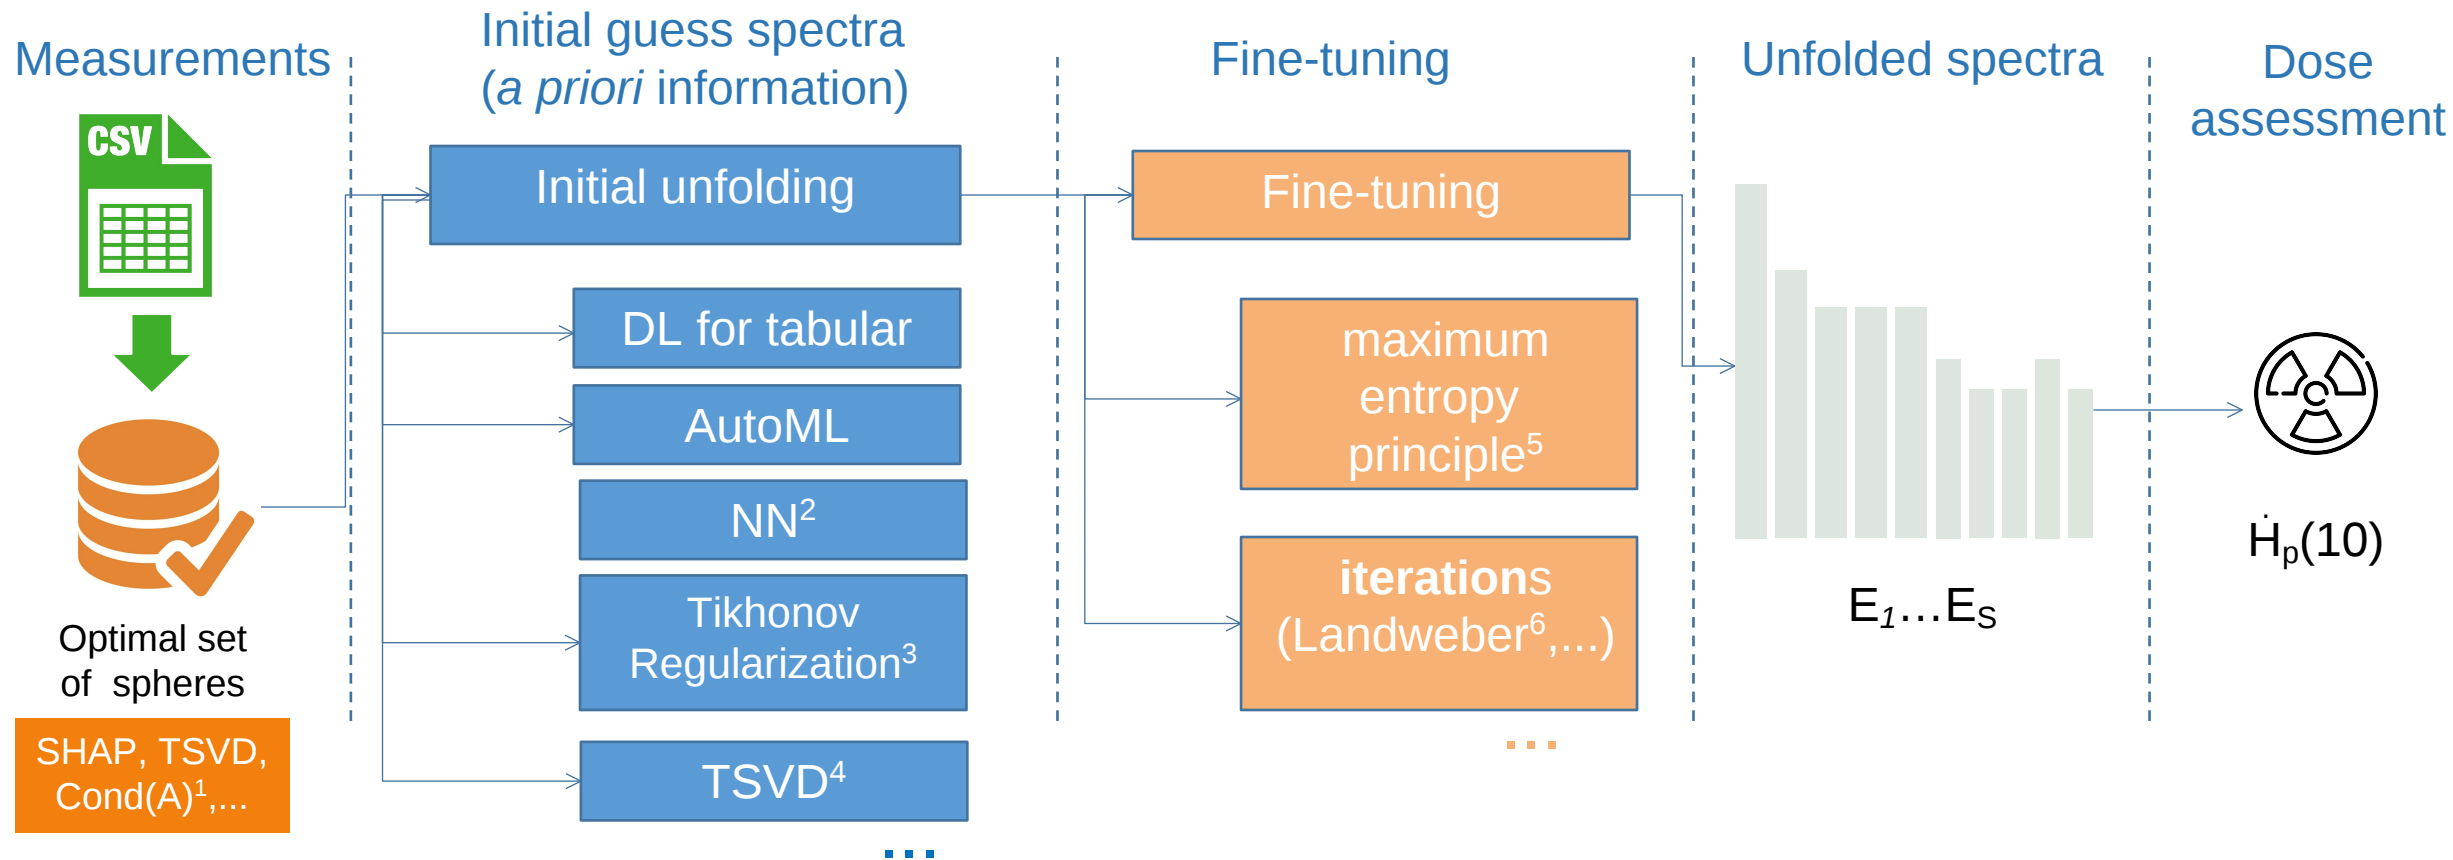 Measurements
CSV
Optimal set
of spheres
SHAP, TSVD,
Cond(A)¹,...
Initial guess spectra
(a priori information)
Initial unfolding
DL for tabular
AutoML
NN²
Tikhonov
Regularization³
TSVD⁴
...
Fine-tuning
Fine-tuning
maximum
entropy
principle⁵
iterations
(Landweber⁶,...)
...
Unfolded spectra
E₁...E_S
Dose
assessment
Ḣₚ(10)